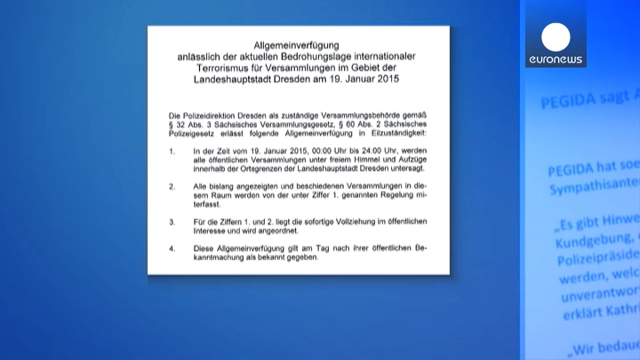 euronews
Allgemeinverfügung
anlässlich der aktuellen Bedrohungslage internationaler
Terrorismus für Versammlungen im Gebiet der
Landeshauptstadt Dresden am 19. Januar 2015
Die Polizeidirektion Dresden als zuständige Versammlungsbehörde gemäß
§ 32 Abs. 3 Sächsisches Versammlungsgesetz, § 60 Abs. 2 Sächsisches
Polizeigesetz erlässt folgende Allgemeinverfügung in Eilzuständigkeit:
1. In der Zeit vom 19. Januar 2015, 00:00 Uhr bis 24:00 Uhr, werden
alle öffentlichen Versammlungen unter freiem Himmel und Aufzüge
innerhalb der Ortsgrenzen der Landeshauptstadt Dresden untersagt.
2. Alle bislang angezeigten und beschiedenen Versammlungen in die-
sem Raum werden von der unter Ziffer 1. genannten Regelung mi-
terfasst.
3. Für die Ziffern 1. und 2. liegt die sofortige Vollziehung im öffentlichen
Interesse und wird angeordnet.
4. Diese Allgemeinverfügung gilt am Tag nach ihrer öffentlichen Be-
kanntmachung als bekannt gegeben.
PEGIDA sagt
PEGIDA hat soe
Sympathisante
„Es gibt Hinwe
Kundgebung,
Polizeipräside
werden, welc
unverantwor
erklärt Kathri
„Wir bedau